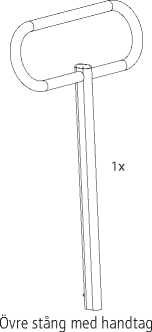 1x
Övre stång med handtag